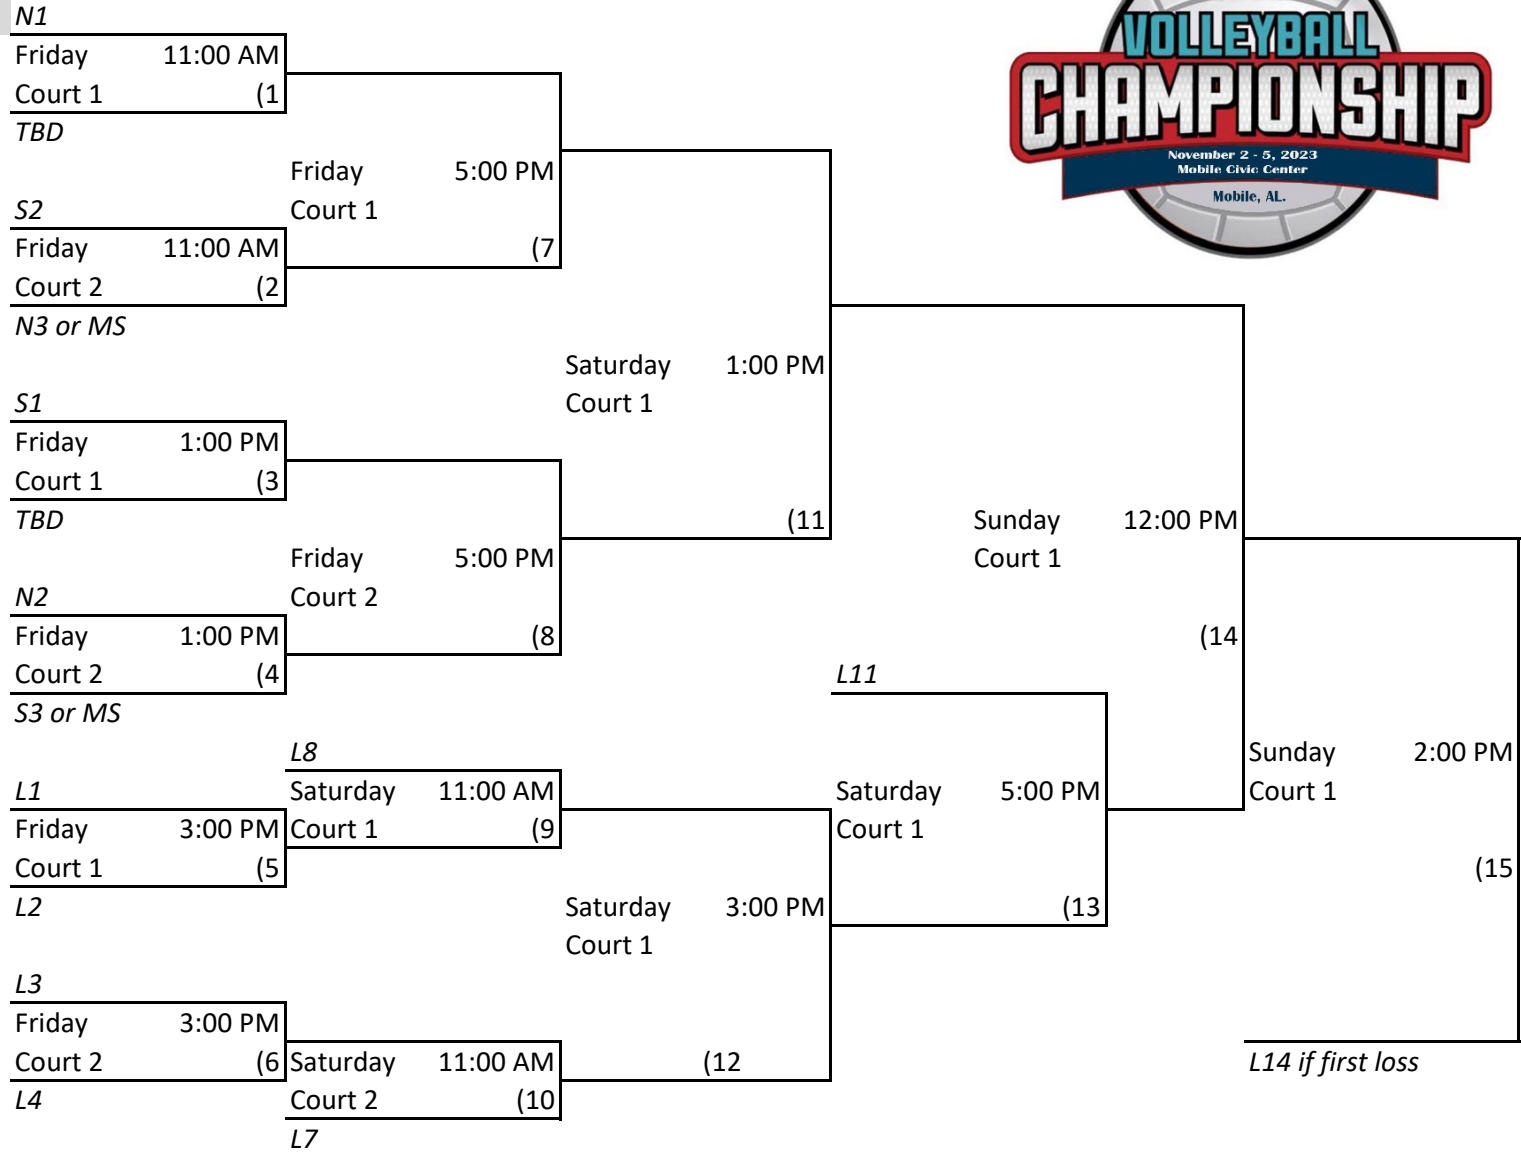 N1
Friday 11:00 AM
Court 1 (1
TBD
VOLLEYBALL
CHAMPIONSHIP
November 2 - 5, 2023
Mobile Civic Center
Mobile, AL.
Friday 5:00 PM
Court 1
(7
S2
Friday 11:00 AM
Court 2 (2
N3 or MS
Saturday 1:00 PM
Court 1
(11
S1
Friday 1:00 PM
Court 1 (3
TBD
Friday 5:00 PM
Court 2
(8
N2
Friday 1:00 PM
Court 2 (4
S3 or MS
Sunday 12:00 PM
Court 1
(14
L11
L8
Saturday 11:00 AM
Court 1 (9
L1
Friday 3:00 PM
Court 1 (5
L2
Saturday 5:00 PM
Court 1
(13
Sunday 2:00 PM
Court 1
(15
Saturday 3:00 PM
Court 1
(12
L3
Friday 3:00 PM
Court 2 (6
L4
Saturday 11:00 AM
Court 2 (10
L7
L14 if first loss